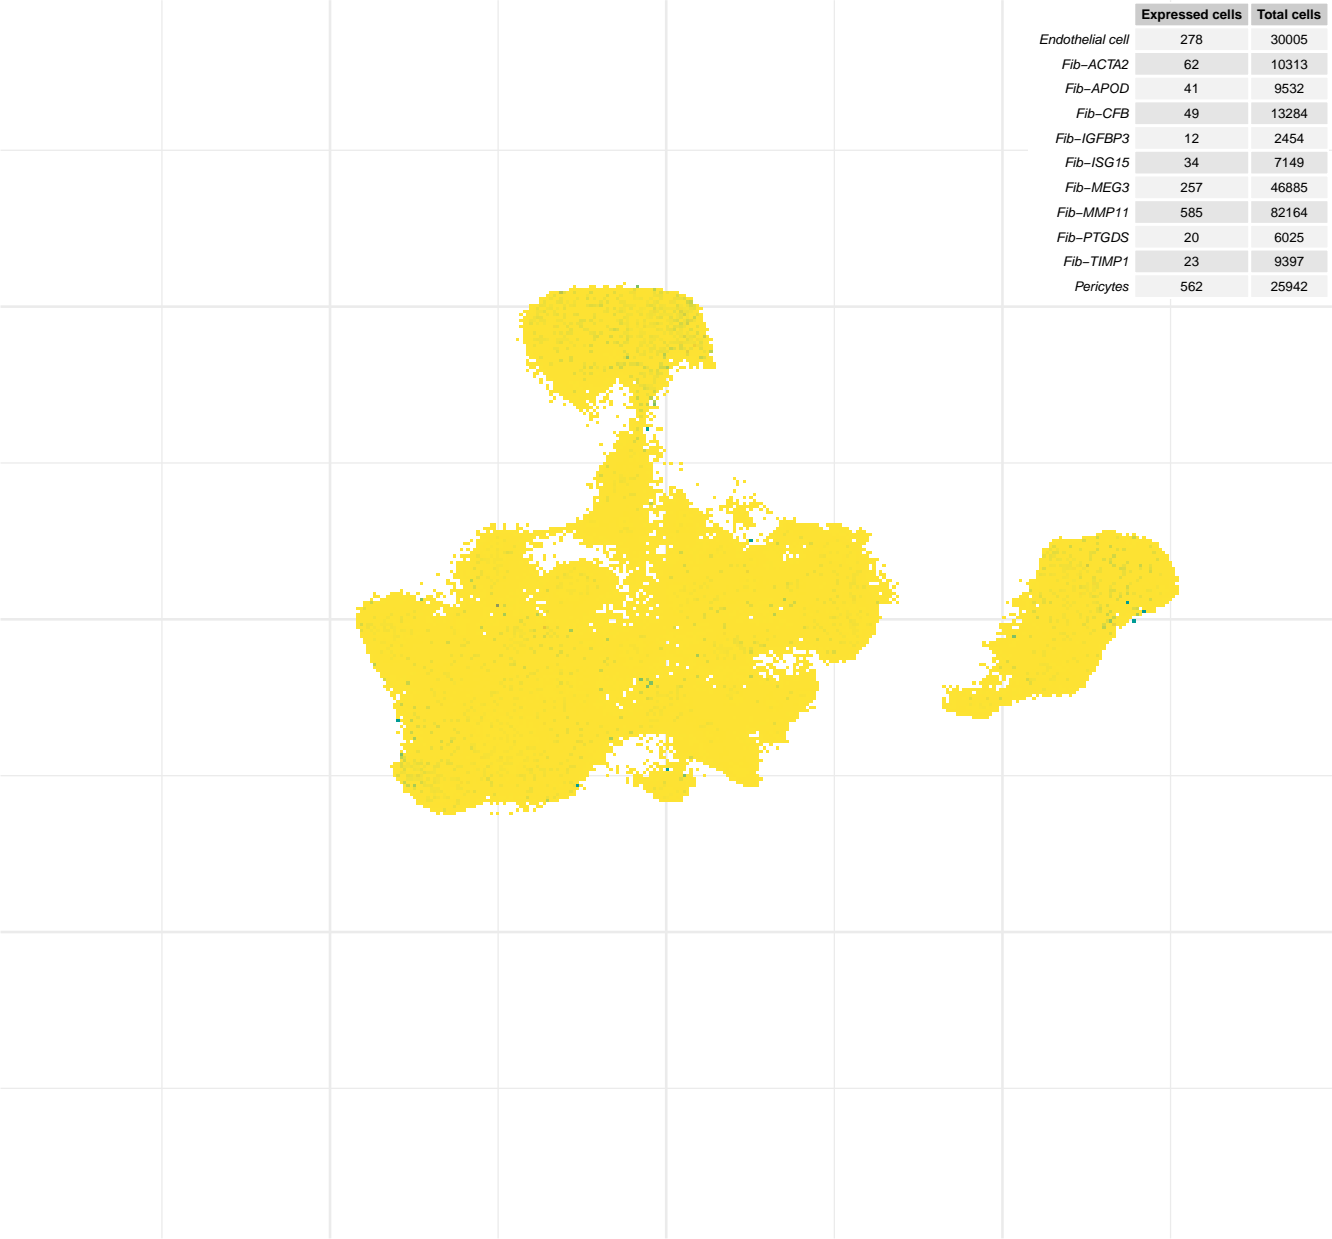 Expressed cells Total cells
Endothelial cell 278 30005
Fib−ACTA2 62 10313
Fib−APOD 41 9532
Fib−CFB 49 13284
Fib−IGFBP3 12 2454
Fib−ISG15 34 7149
Fib−MEG3 257 46885
Fib−MMP11 585 82164
Fib−PTGDS 20 6025
Fib−TIMP1 23 9397
Pericytes 562 25942